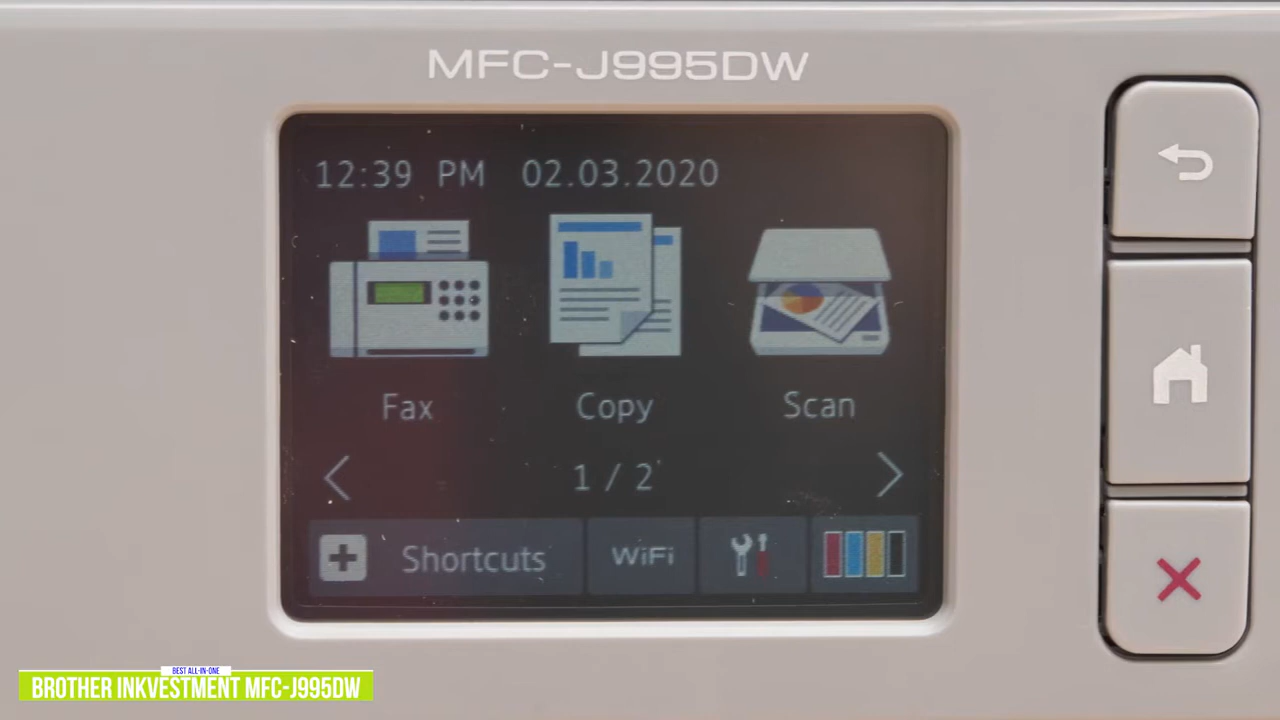 MFC-J995DW
12:39 PM 02.03.2020
Fax Copy Scan
1 / 2
Shortcuts WiFi
BEST ALL-IN-ONE
BROTHER INKVESTMENT MFC-J995DW